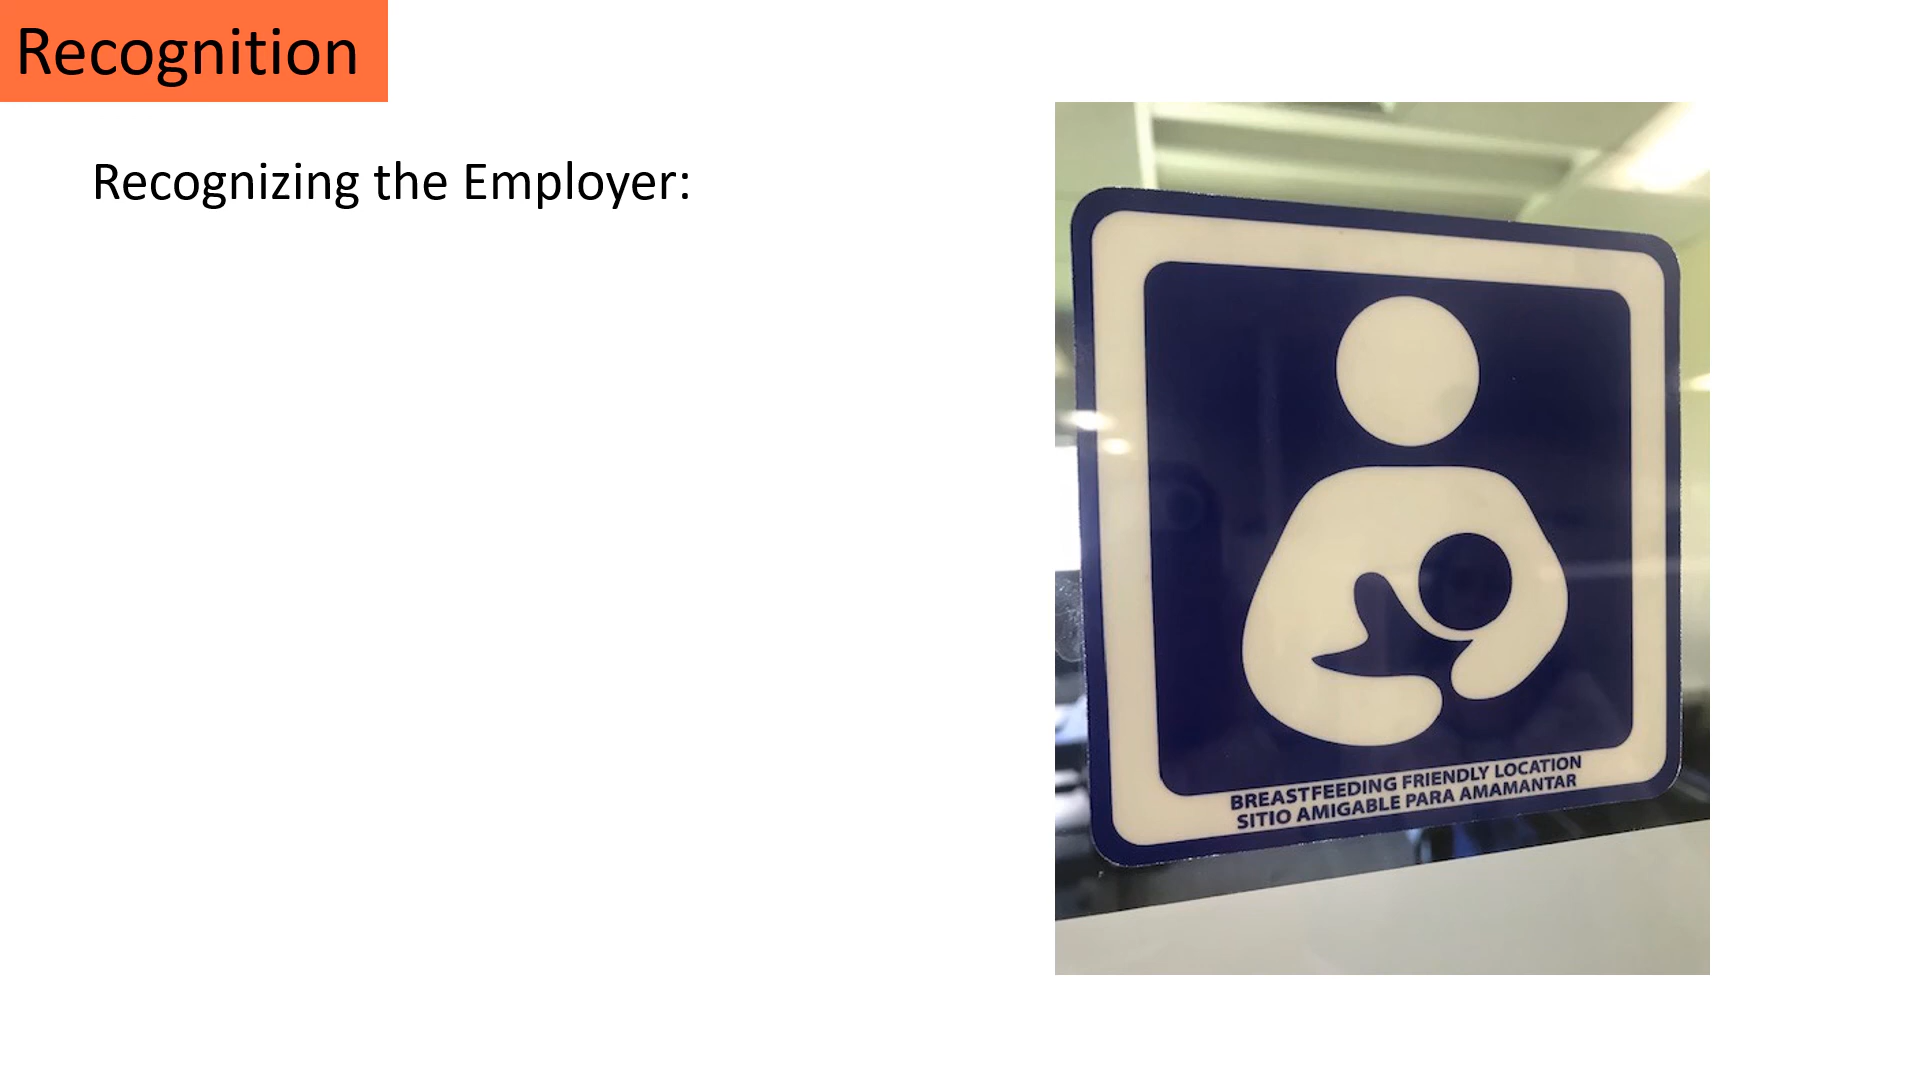 Recognition
Recognizing the Employer:
BREASTFEEDING FRIENDLY LOCATION
SITIO AMIGABLE PARA AMAMANTAR